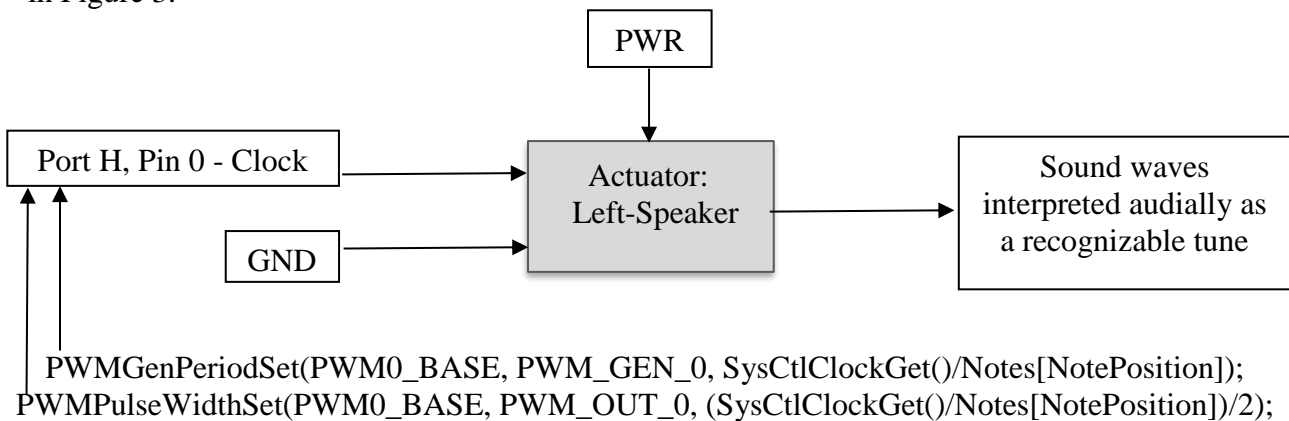 in Figure 3.
PWR
Port H, Pin 0 - Clock
Actuator:
Left-Speaker
Sound waves
interpreted audially as
a recognizable tune
GND
PWMGenPeriodSet(PWM0_BASE, PWM_GEN_0, SysCtlClockGet()/Notes[NotePosition]);
PWMPulseWidthSet(PWM0_BASE, PWM_OUT_0, (SysCtlClockGet()/Notes[NotePosition])/2);